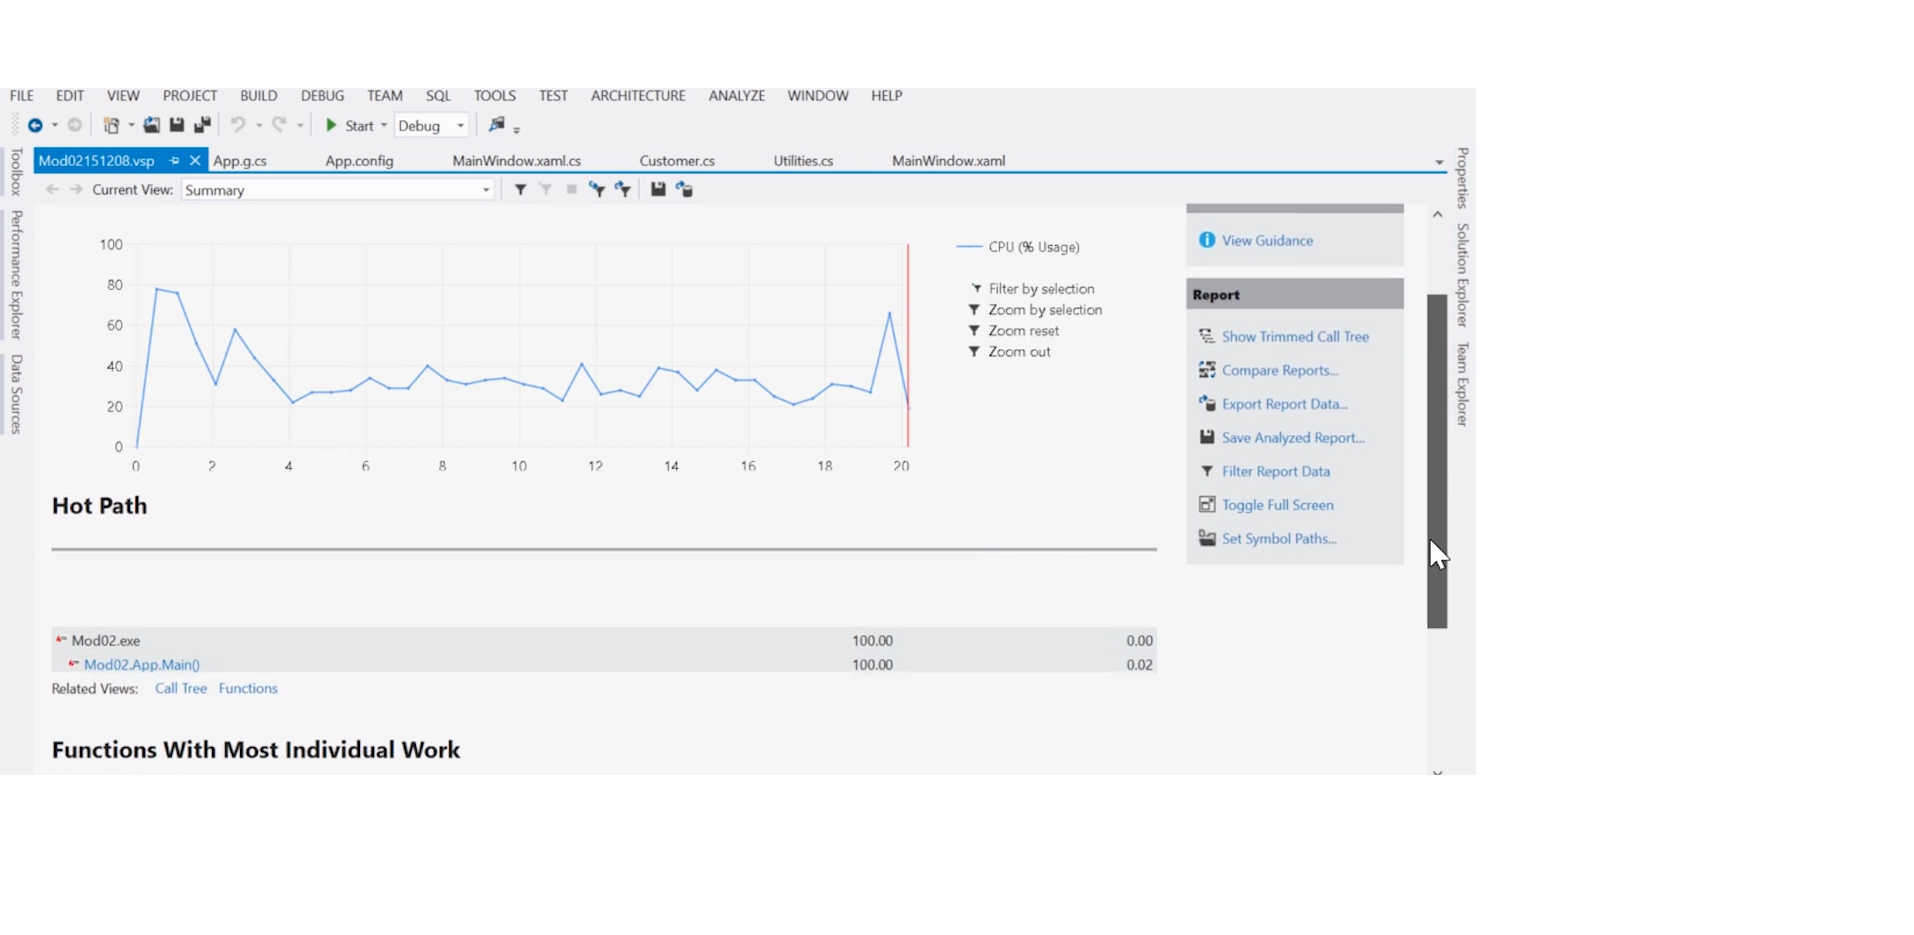 FILE EDIT VIEW PROJECT BUILD DEBUG TEAM SQL TOOLS TEST ARCHITECTURE ANALYZE WINDOW HELP
Start Debug
Mod02151208.vsp App.g.cs App.config MainWindow.xaml.cs Customer.cs Utilities.cs MainWindow.xaml
Current View: Summary
Toolbox
Performance Explorer
Data Sources
100
80
60
40
20
0
0 2 4 6 8 10 12 14 16 18 20
CPU (% Usage)
Filter by selection
Zoom by selection
Zoom reset
Zoom out
Hot Path
Mod02.exe 100.00 0.00
Mod02.App.Main() 100.00 0.02
Related Views: Call Tree Functions
Functions With Most Individual Work
View Guidance
Report
Show Trimmed Call Tree
Compare Reports...
Export Report Data...
Save Analyzed Report...
Filter Report Data
Toggle Full Screen
Set Symbol Paths...
Properties
Solution Explorer
Team Explorer